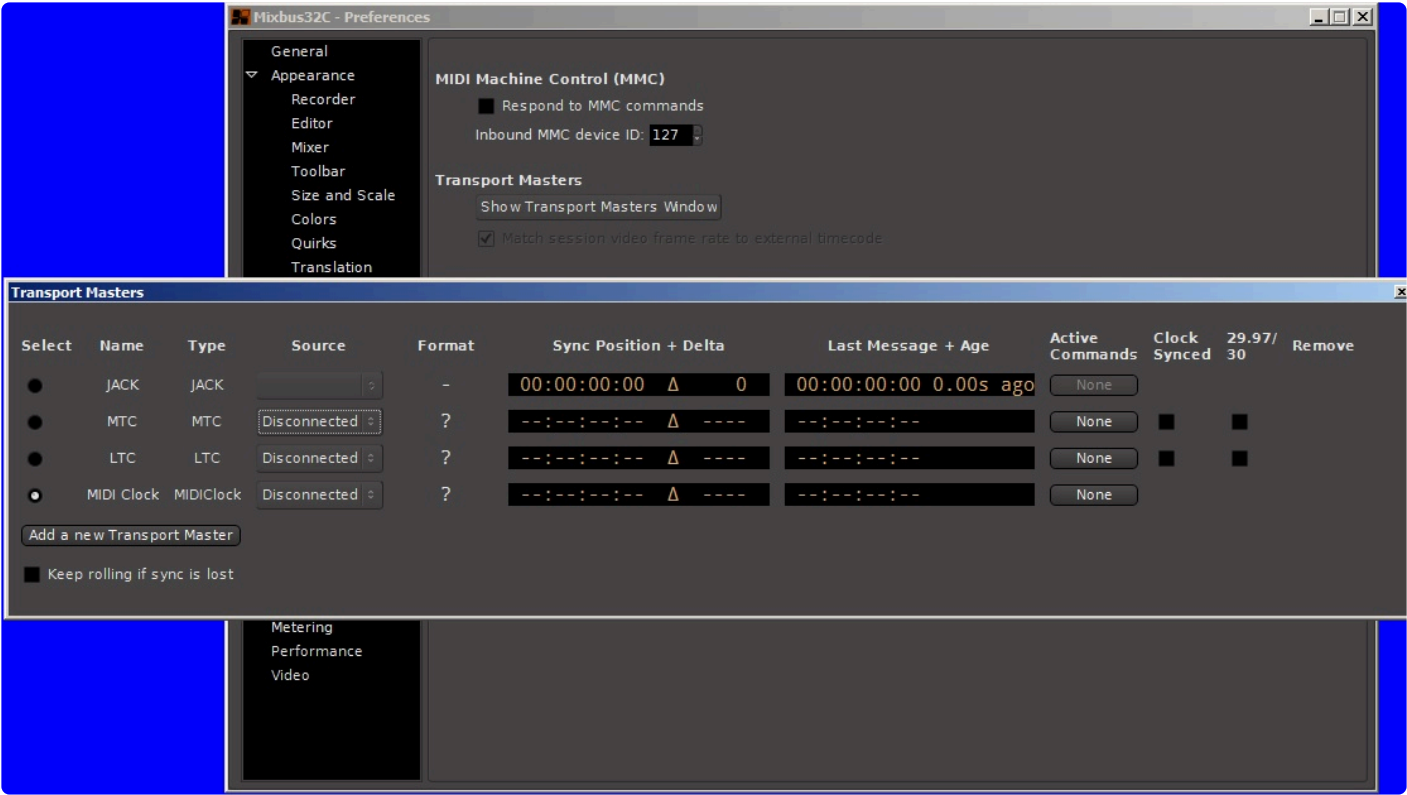 Mixbus32C - Preferences
General
Appearance
Recorder
Editor
Mixer
Toolbar
Size and Scale
Colors
Quirks
Translation
MIDI Machine Control (MMC)
Respond to MMC commands
Inbound MMC device ID: 127
Transport Masters
Show Transport Masters Window
Match session video frame rate to external timecode
Transport Masters
Select Name Type Source Format Sync Position + Delta Last Message + Age Active Commands Clock Synced 29.97/30 Remove
JACK JACK - 00:00:00:00 Δ 0 00:00:00:00 0.00s ago None
MTC MTC Disconnected ? --:--:--:-- Δ ---- --:--:--:-- None
LTC LTC Disconnected ? --:--:--:-- Δ ---- --:--:--:-- None
MIDI Clock MIDIClock Disconnected ? --:--:--:-- Δ ---- --:--:--:-- None
Add a new Transport Master
Keep rolling if sync is lost
Metering
Performance
Video